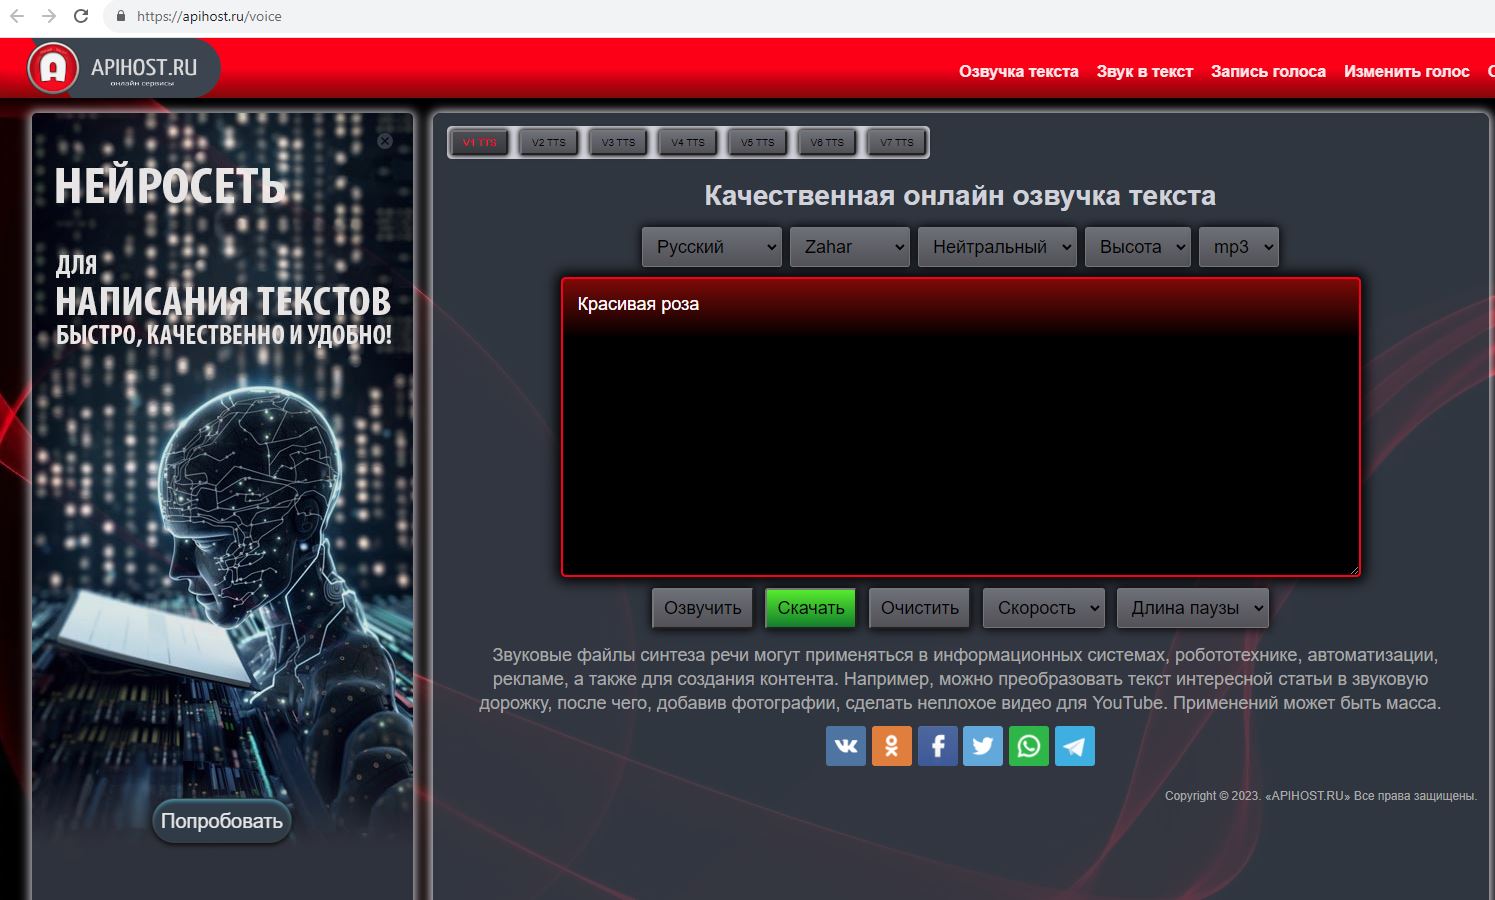 https://apihost.ru/voice
APIHOST.RU
онлайн сервисы
Озвучка текста Звук в текст Запись голоса Изменить голос
НЕЙРОСЕТЬ
ДЛЯ
НАПИСАНИЯ ТЕКСТОВ
БЫСТРО, КАЧЕСТВЕННО И УДОБНО!
Попробовать
V1 TTS V2 TTS V3 TTS V4 TTS V5 TTS V6 TTS V7 TTS
Качественная онлайн озвучка текста
Русский Zahar Нейтральный Высота mp3
Красивая роза
Озвучить Скачать Очистить Скорость Длина паузы
Звуковые файлы синтеза речи могут применяться в информационных системах, робототехнике, автоматизации,
рекламе, а также для создания контента. Например, можно преобразовать текст интересной статьи в звуковую
дорожку, после чего, добавив фотографии, сделать неплохое видео для YouTube. Применений может быть масса.
Copyright © 2023. «APIHOST.RU» Все права защищены.